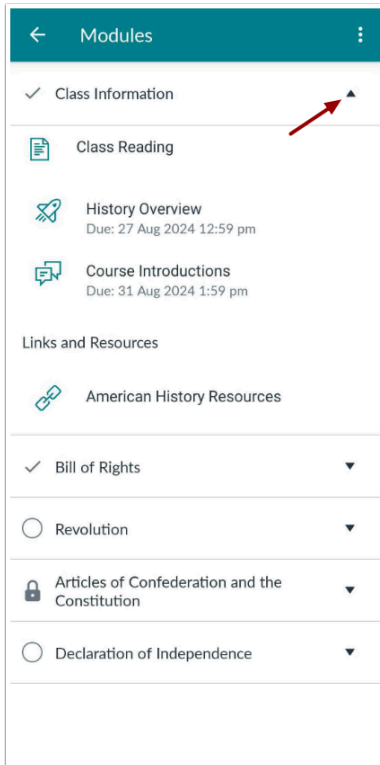 Modules
Class Information
Class Reading
History Overview
Due: 27 Aug 2024 12:59 pm
Course Introductions
Due: 31 Aug 2024 1:59 pm
Links and Resources
American History Resources
Bill of Rights
Revolution
Articles of Confederation and the
Constitution
Declaration of Independence